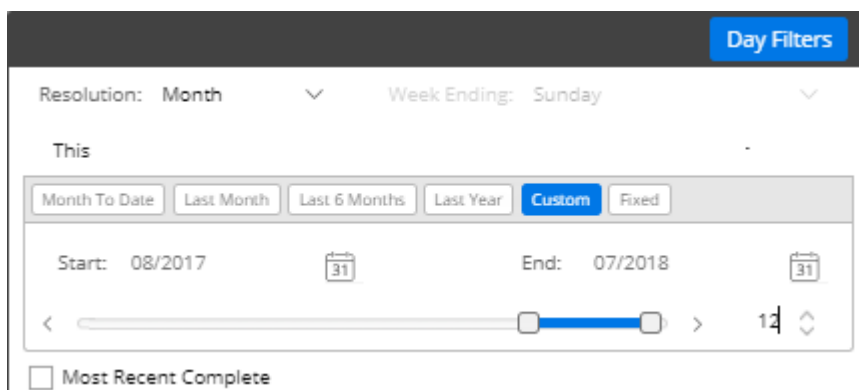 Day Filters
Resolution: Month Week Ending: Sunday
This -
Month To Date Last Month Last 6 Months Last Year Custom Fixed
Start: 08/2017 31 End: 07/2018 31
< > 12
Most Recent Complete